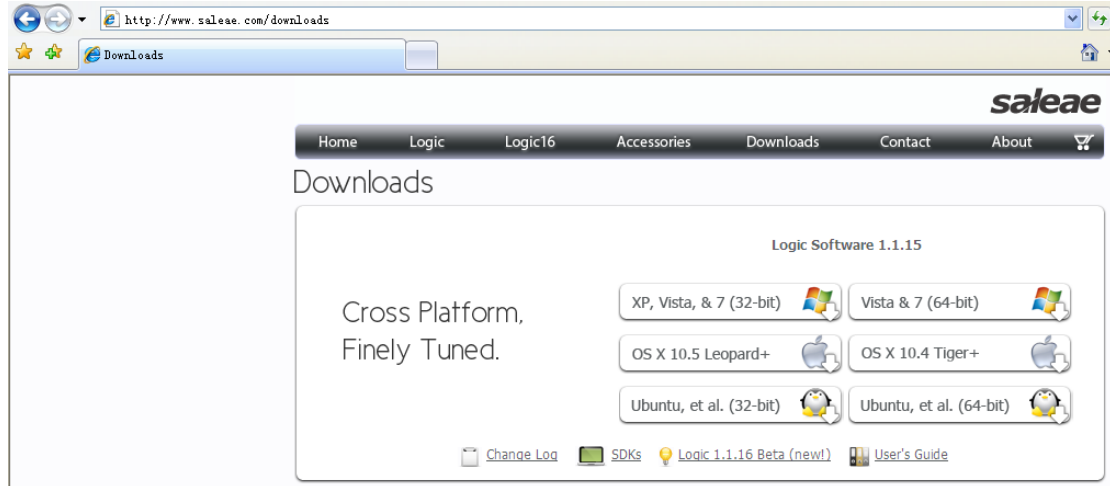 http://www.saleae.com/downloads
Downloads
saleae
Home Logic Logic16 Accessories Downloads Contact About
Downloads
Logic Software 1.1.15
Cross Platform,
Finely Tuned.
XP, Vista, & 7 (32-bit) Vista & 7 (64-bit)
OS X 10.5 Leopard+ OS X 10.4 Tiger+
Ubuntu, et al. (32-bit) Ubuntu, et al. (64-bit)
Change Log SDKs Logic 1.1.16 Beta (new!) User's Guide